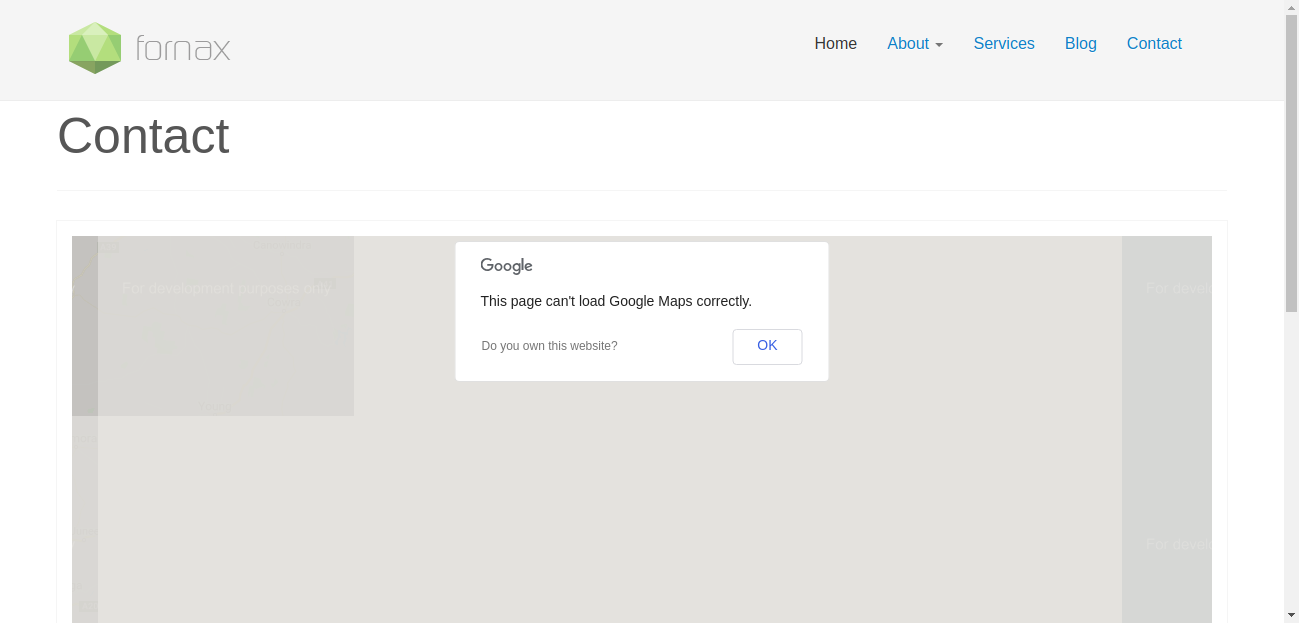 fornax
Home About Services Blog Contact
Contact
Google
This page can't load Google Maps correctly.
Do you own this website? OK
For development purposes only
For devel
For devel